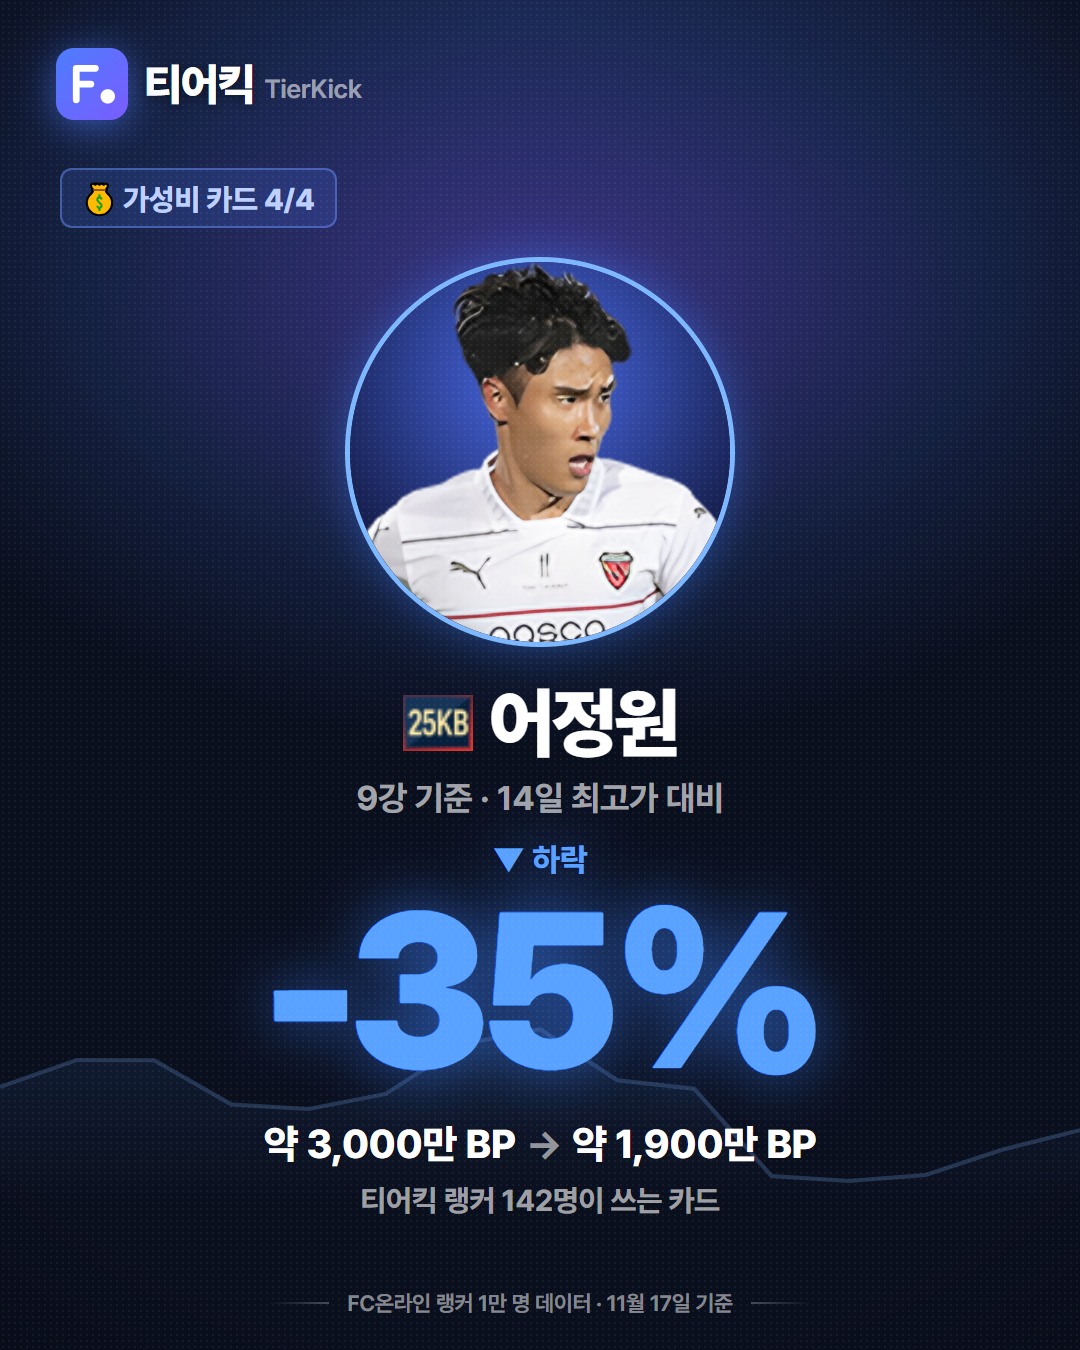 F. 티어킥 TierKick
가성비 카드 4/4
25KB 어정원
9강 기준 · 14일 최고가 대비
▼ 하락
-35%
약 3,000만 BP → 약 1,900만 BP
티어킥 랭커 142명이 쓰는 카드
FC온라인 랭커 1만 명 데이터 · 11월 17일 기준